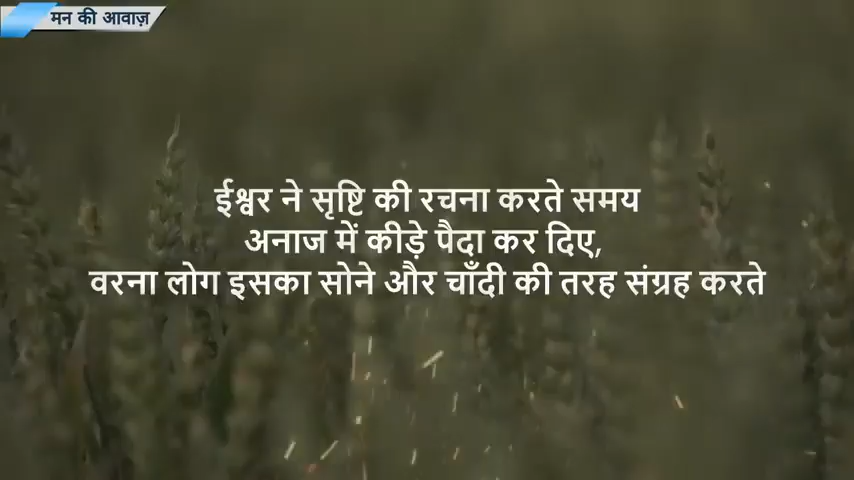 मन की आवाज़
ईश्वर ने सृष्टि की रचना करते समय
अनाज में कीड़े पैदा कर दिए,
वरना लोग इसका सोने और चाँदी की तरह संग्रह करते